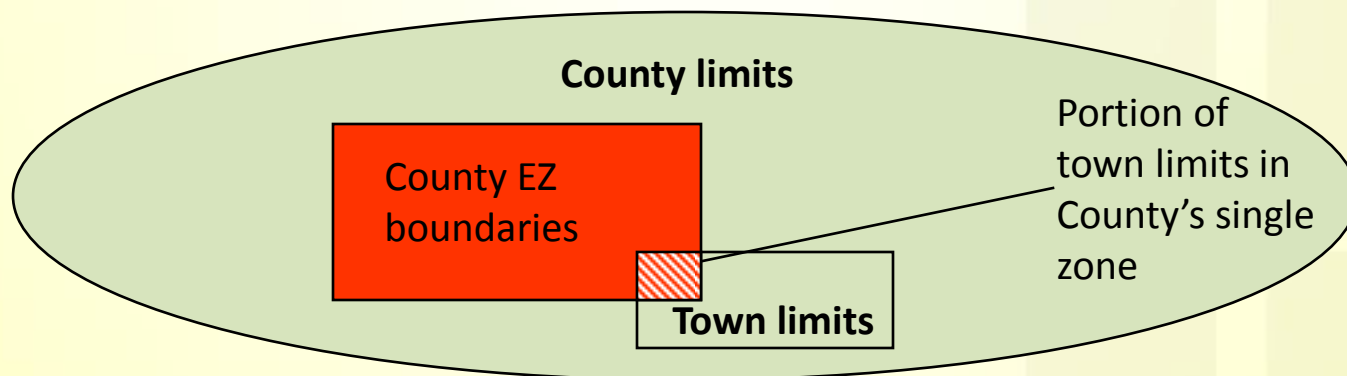 County limits
County EZ
boundaries
Portion of
town limits in
County’s single
zone
Town limits